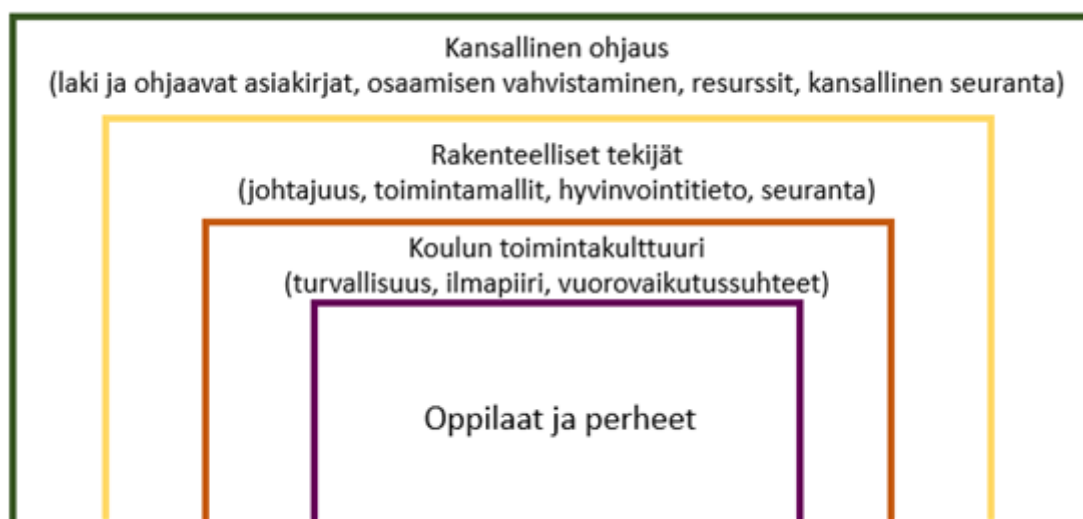 Kansallinen ohjaus
(laki ja ohjaavat asiakirjat, osaamisen vahvistaminen, resurssit, kansallinen seuranta)
Rakenteelliset tekijät
(johtajuus, toimintamallit, hyvinvointitieto, seuranta)
Koulun toimintakulttuuri
(turvallisuus, ilmapiiri, vuorovaikutussuhteet)
Oppilaat ja perheet